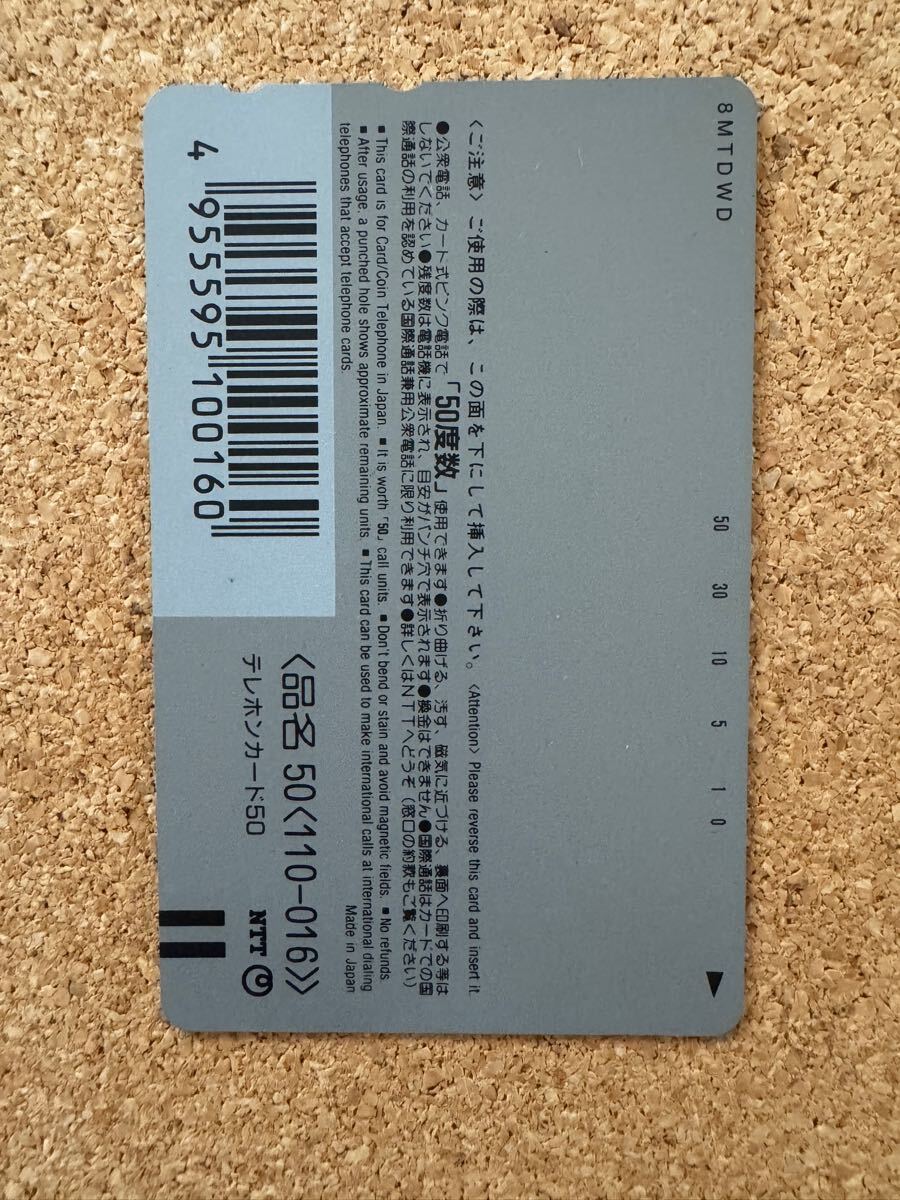 8MTDWD
50 30 10 5 1 0
〈ご注意〉ご使用の際は、この面を下にして挿入して下さい。〈Attention〉Please reverse this card and insert it
●公衆電話、カード式ピンク電話で「50度数」使用できます●折り曲げる、汚す、磁気に近づける、裏面へ印刷する等は
しないでください●残度数は電話機に表示され、目安がパンチ穴で表示されます●換金はできません●国際通話はカードでの国
際通話の利用を認めている国際通話兼用公衆電話に限り利用できます●詳しくはNTTへどうぞ（窓口の約款もご覧ください）
■ This card is for Card/Coin Telephone in Japan. ■ It is worth「50」call units. ■ Don't bend or stain and avoid magnetic fields. ■ No refunds.
■ After usage, a punched hole shows approximate remaining units. ■ This card can be used to make international calls at international dialing
telephones that accept telephone cards. Made in Japan
4 955595 100160
〈品名 50〈110-016〉〉
テレホンカード50
NTT